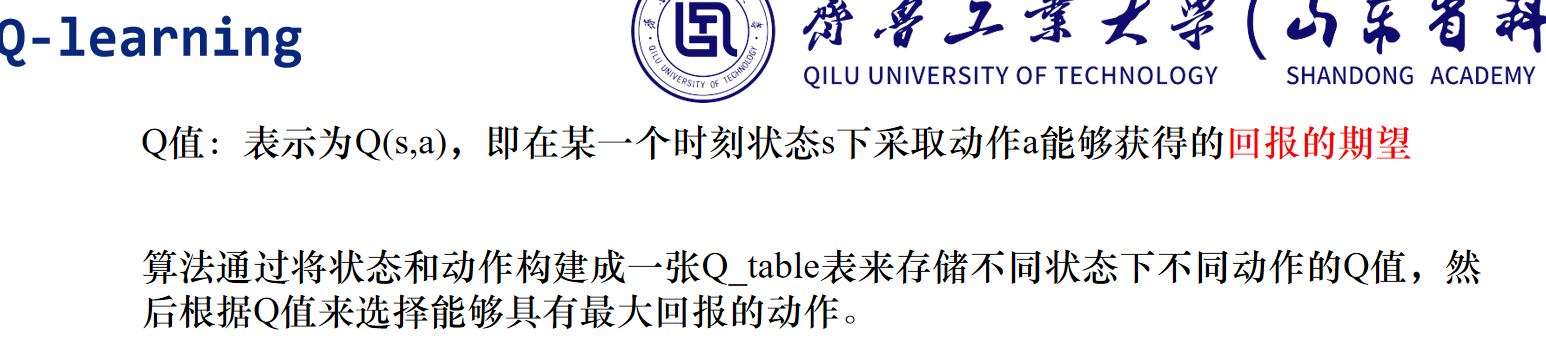 Q-learning
齊魯工業大學(山东省科
QILU UNIVERSITY OF TECHNOLOGY
SHANDONG ACADEMY
QILU UNIVERSITY OF TECHNOLOGY
Q值：表示为Q(s,a)，即在某一个时刻状态s下采取动作a能够获得的回报的期望
算法通过将状态和动作构建成一张Q_table表来存储不同状态下不同动作的Q值，然
后根据Q值来选择能够具有最大回报的动作。